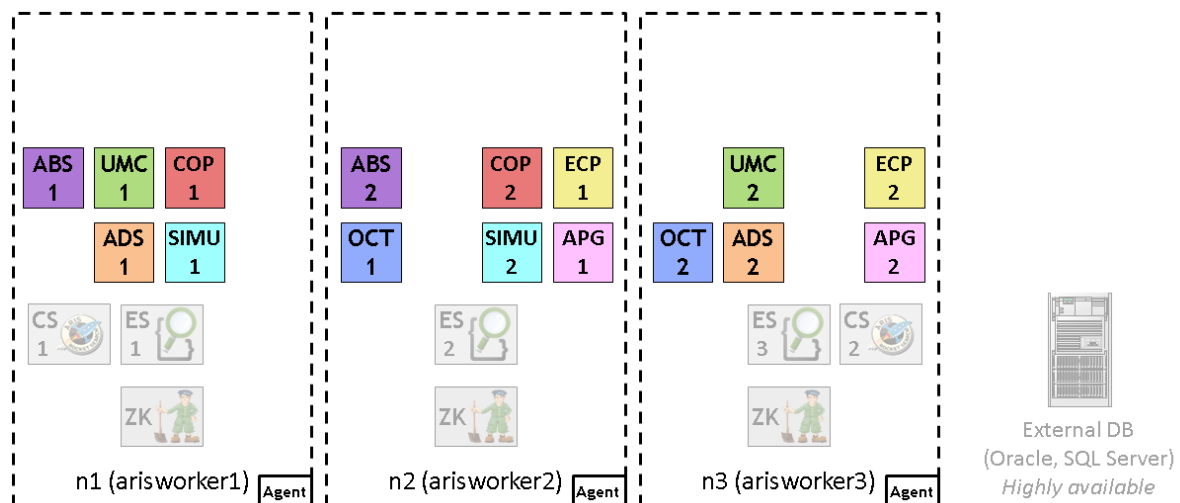 ABS
1
UMC
1
COP
1
ADS
1
SIMU
1
CS
1
ES
1
ZK
n1 (arisworker1)
Agent
ABS
2
COP
2
ECP
1
OCT
1
SIMU
2
APG
1
ES
2
ZK
n2 (arisworker2)
Agent
UMC
2
ECP
2
OCT
2
ADS
2
APG
2
ES
3
CS
2
ZK
n3 (arisworker3)
Agent
External DB
(Oracle, SQL Server)
Highly available